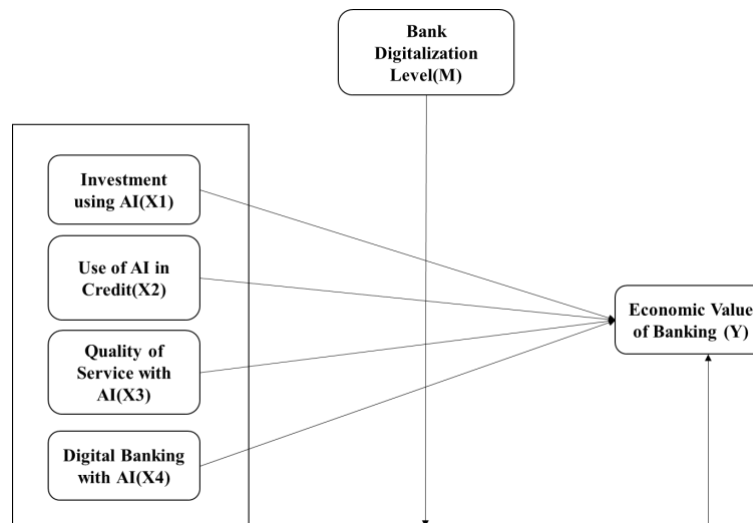 Bank
Digitalization
Level(M)
Investment
using AI(X1)
Use of AI in
Credit(X2)
Quality of
Service with
AI(X3)
Digital Banking
with AI(X4)
Economic Value
of Banking (Y)